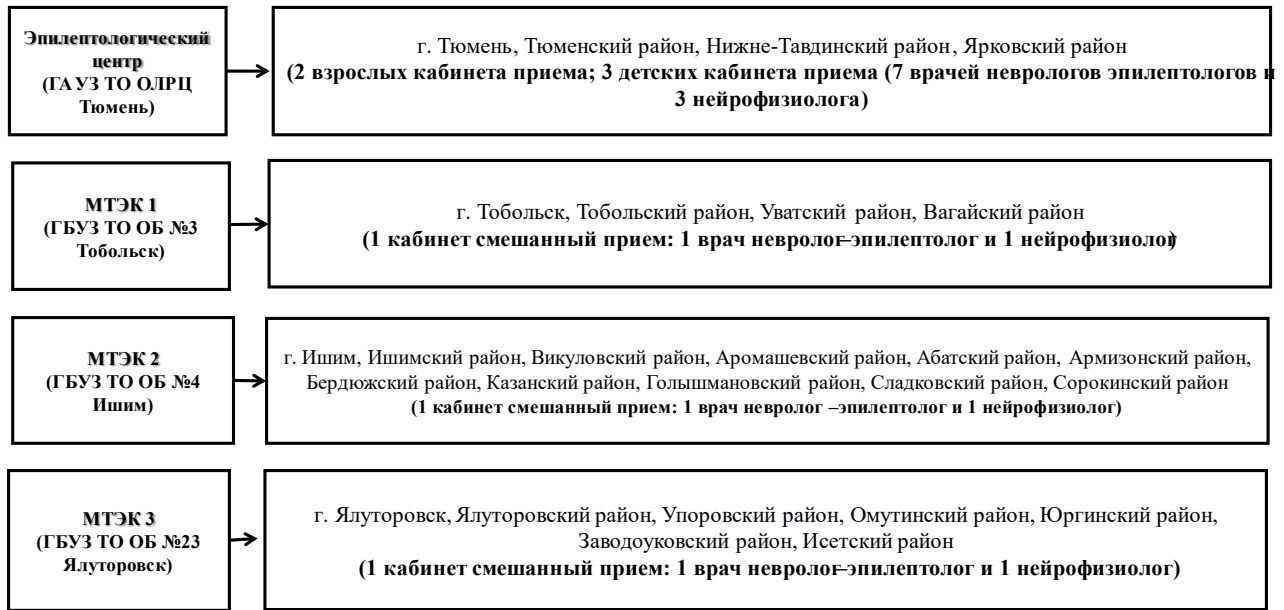 Эпилептологический
центр
(ГАУЗ ТО ОЛРЦ
Тюмень)
г. Тюмень, Тюменский район, Нижне-Тавдинский район, Ярковский район
(2 взрослых кабинета приема; 3 детских кабинета приема (7 врачей неврологов эпилептологов и
3 нейрофизиолога)
МТЭК 1
(ГБУЗ ТО ОБ №3
Тобольск)
г. Тобольск, Тобольский район, Уватский район, Вагайский район
(1 кабинет смешанный прием: 1 врач невролог–эпилептолог и 1 нейрофизиолог)
МТЭК 2
(ГБУЗ ТО ОБ №4
Ишим)
г. Ишим, Ишимский район, Викуловский район, Аромашевский район, Абатский район, Армизонский район,
Бердюжский район, Казанский район, Голышмановский район, Сладковский район, Сорокинский район
(1 кабинет смешанный прием: 1 врач невролог –эпилептолог и 1 нейрофизиолог)
МТЭК 3
(ГБУЗ ТО ОБ №23
Ялуторовск)
г. Ялуторовск, Ялуторовский район, Упоровский район, Омутинский район, Юргинский район,
Заводоуковский район, Исетский район
(1 кабинет смешанный прием: 1 врач невролог–эпилептолог и 1 нейрофизиолог)